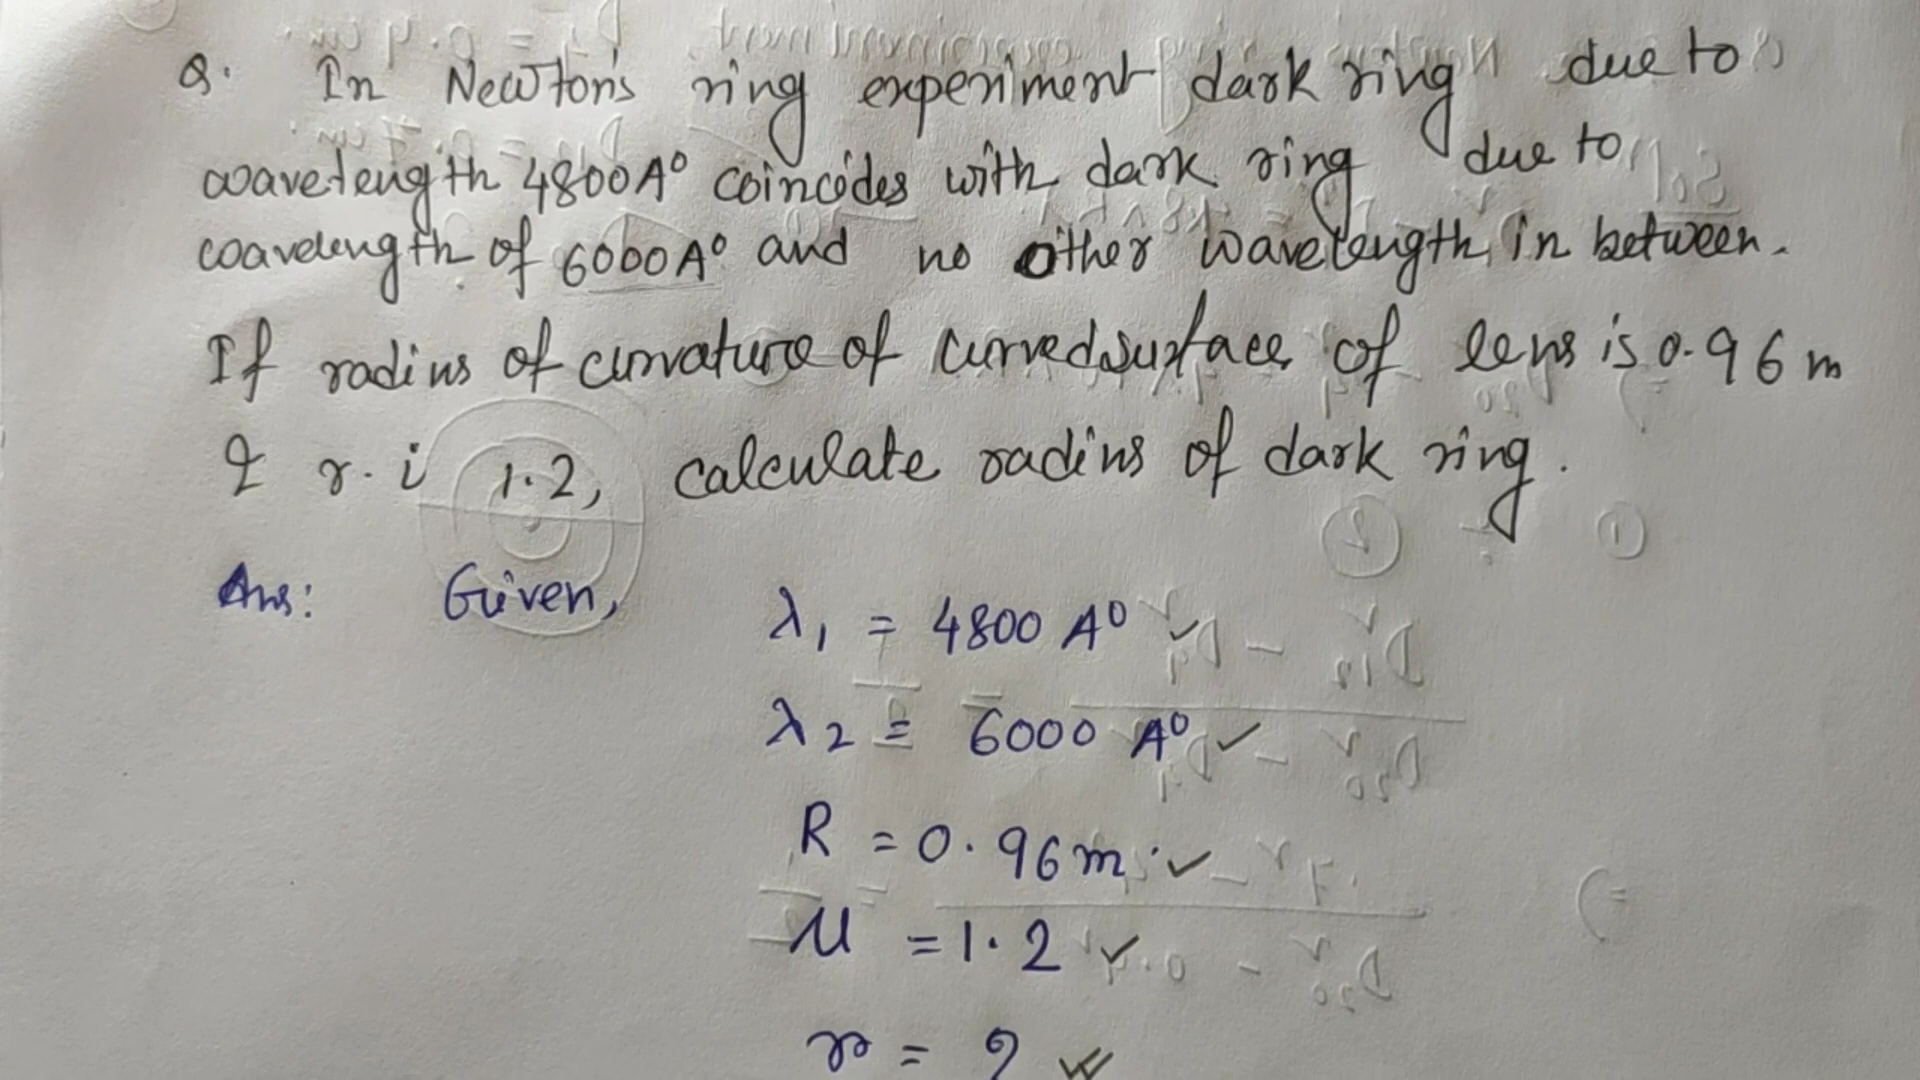 Q. In Newton's ring experiment dark ring due to
wavelength 4800 A° coincides with dark ring due to
wavelength of 6000 A° and no other wavelength in between.
If radius of curvature of curved surface of lens is 0.96 m
& r.i 1.2, calculate radius of dark ring.
Ans: Given, λ₁ = 4800 A° ✓
λ₂ = 6000 A° ✓
R = 0.96 m. ✓
μ = 1.2 ✓
r = ?